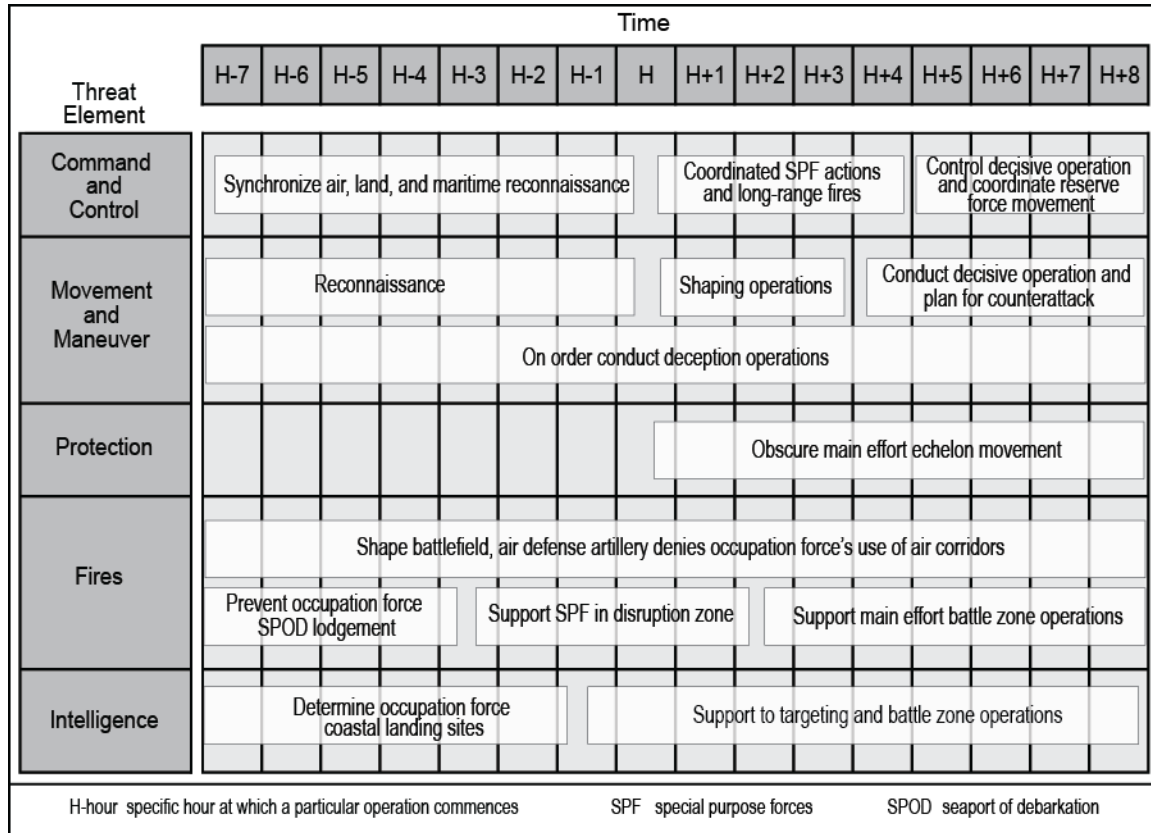 Time
Threat
Element
H-7 H-6 H-5 H-4 H-3 H-2 H-1 H H+1 H+2 H+3 H+4 H+5 H+6 H+7 H+8
Command
and
Control
Synchronize air, land, and maritime reconnaissance
Coordinated SPF actions
and long-range fires
Control decisive operation
and coordinate reserve
force movement
Movement
and
Maneuver
Reconnaissance
Shaping operations
Conduct decisive operation and
plan for counterattack
On order conduct deception operations
Protection
Obscure main effort echelon movement
Fires
Shape battlefield, air defense artillery denies occupation force's use of air corridors
Prevent occupation force
SPOD lodgement
Support SPF in disruption zone
Support main effort battle zone operations
Intelligence
Determine occupation force
coastal landing sites
Support to targeting and battle zone operations
H-hour specific hour at which a particular operation commences
SPF special purpose forces
SPOD seaport of debarkation